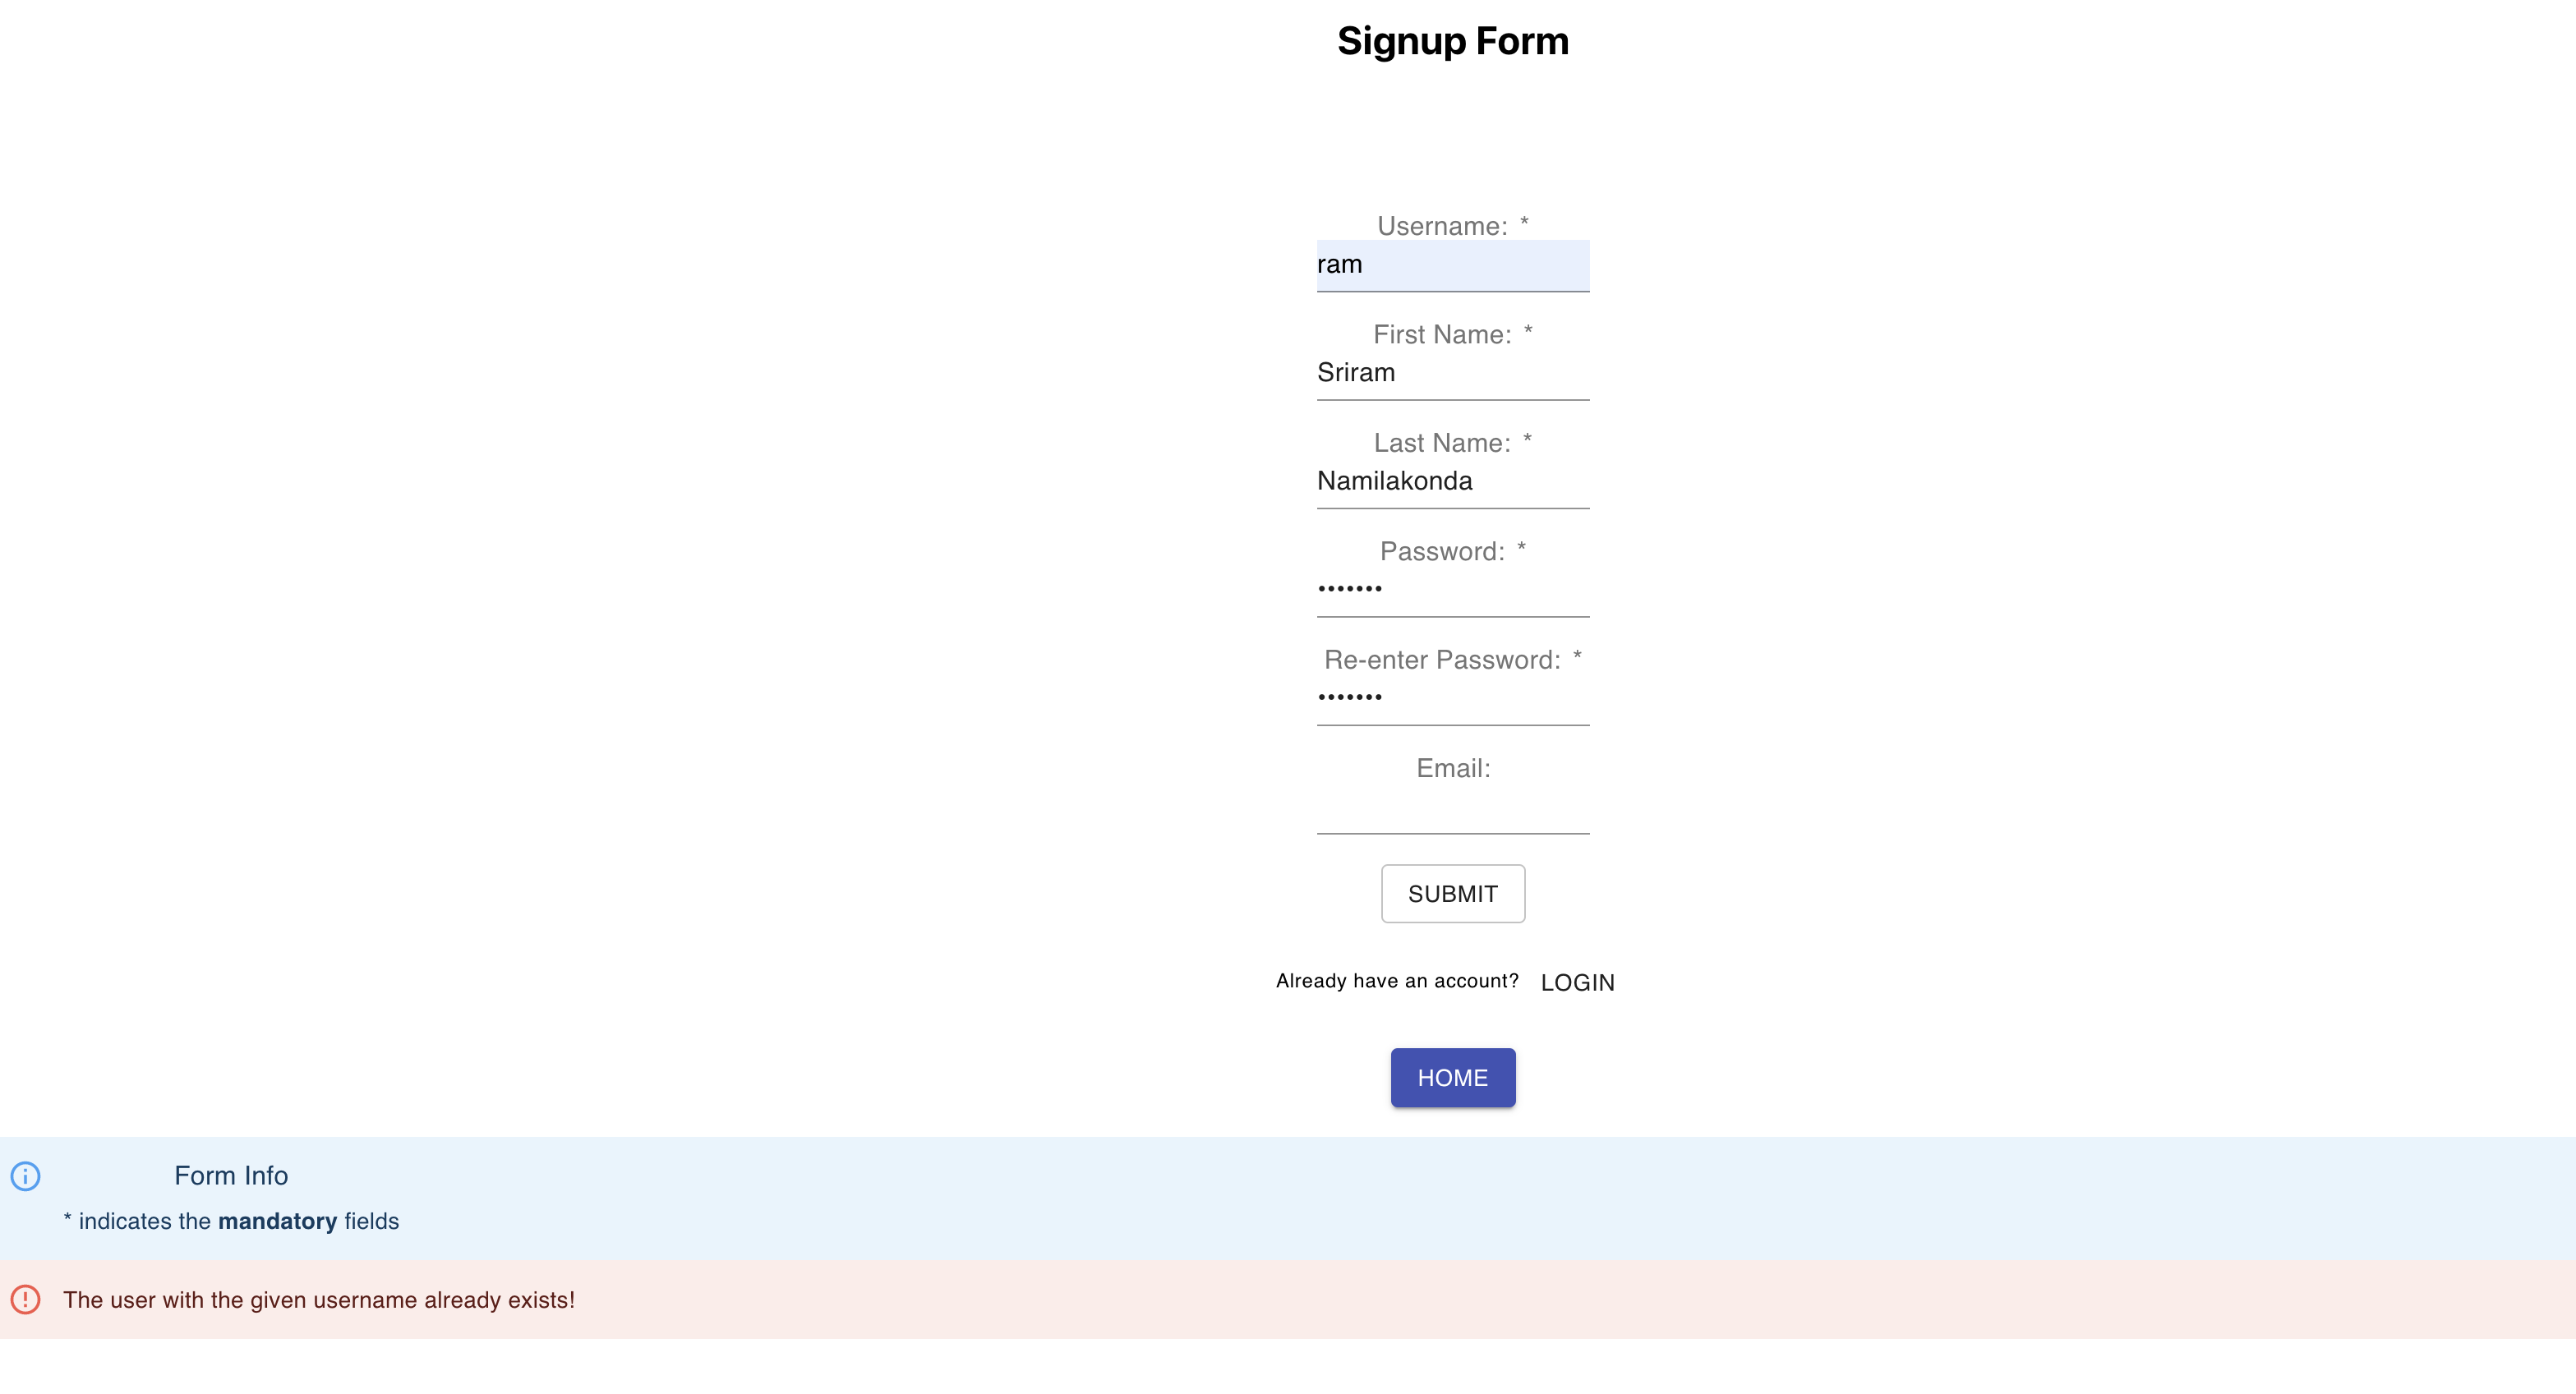 Signup Form
Username: *
ram
First Name: *
Sriram
Last Name: *
Namilakonda
Password: *
•••••••
Re-enter Password: *
•••••••
Email:
SUBMIT
Already have an account? LOGIN
HOME
Form Info
* indicates the mandatory fields
The user with the given username already exists!